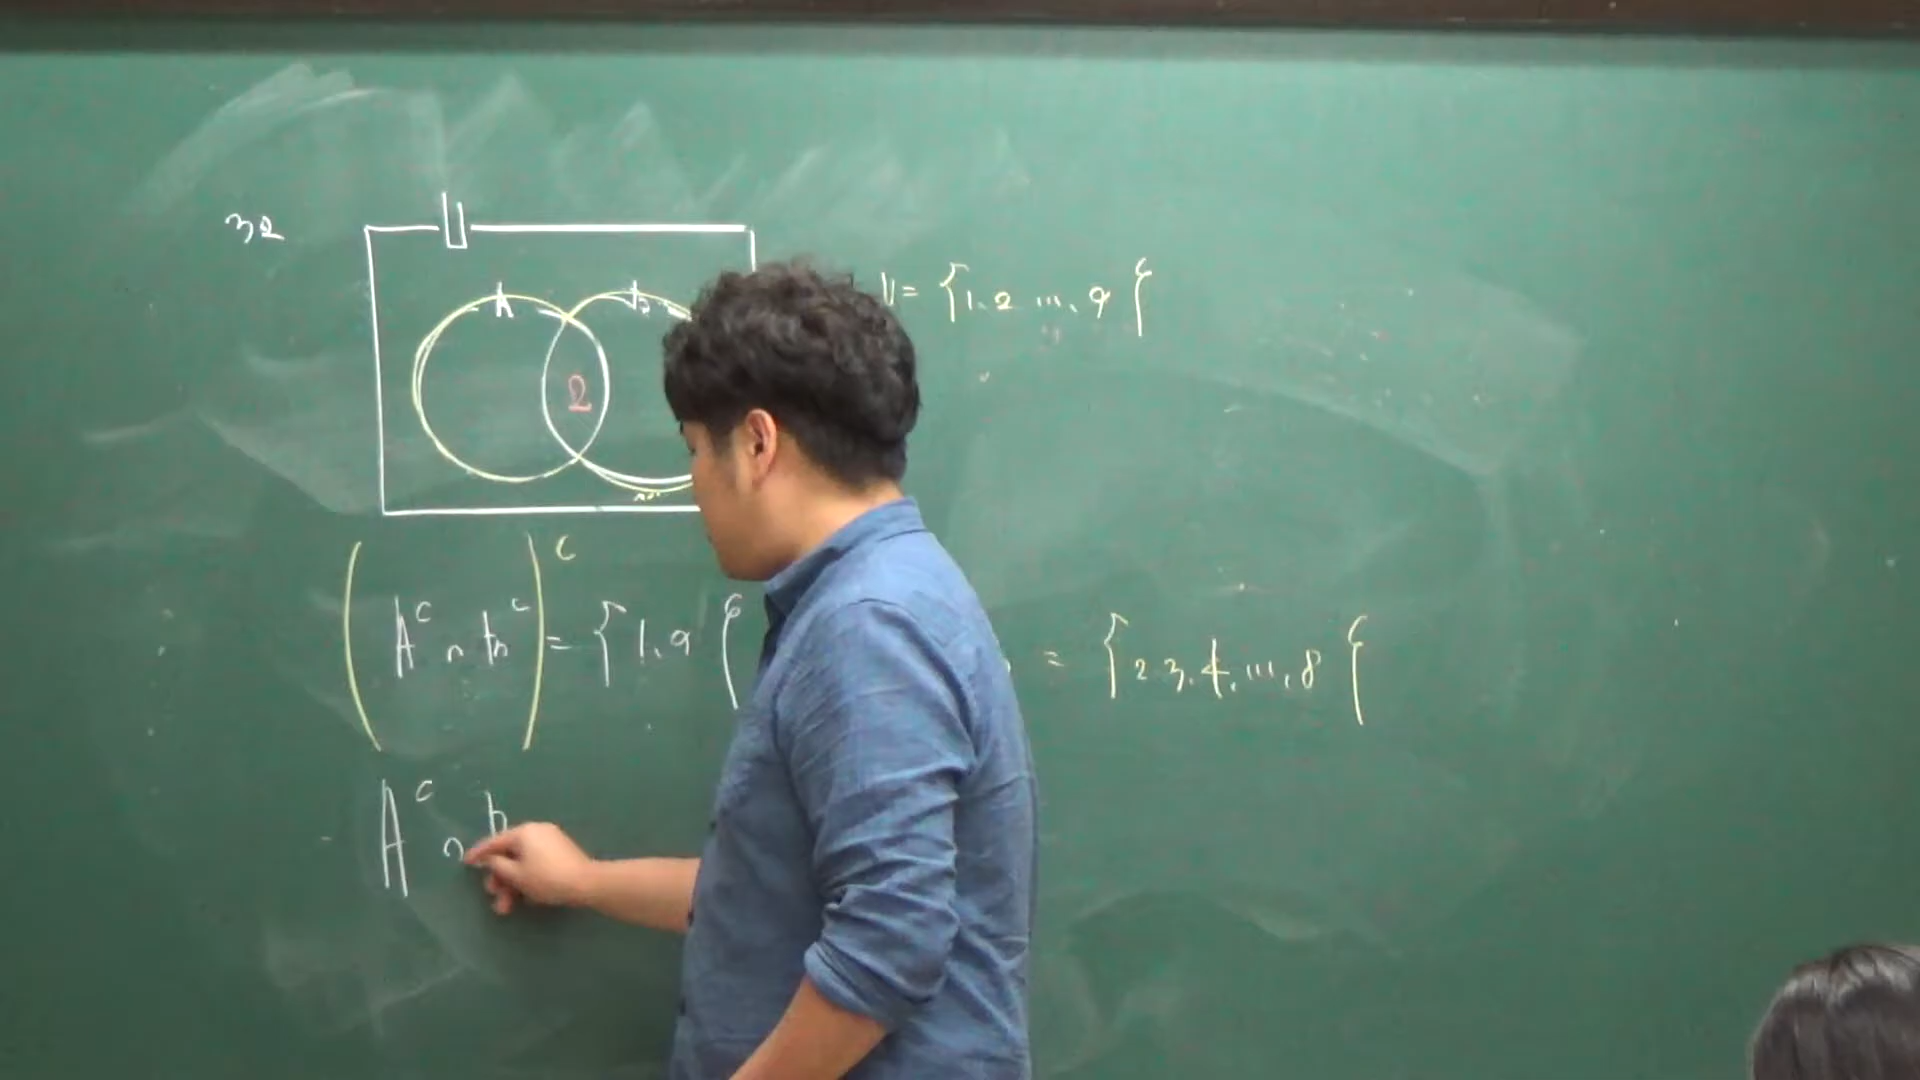 32
U
A B
U = {1, 2, ..., 9}
2
(A^c ∩ B^c)^c = {1, 9} = {2 3, 4, ..., 8}
A^c ∩ B